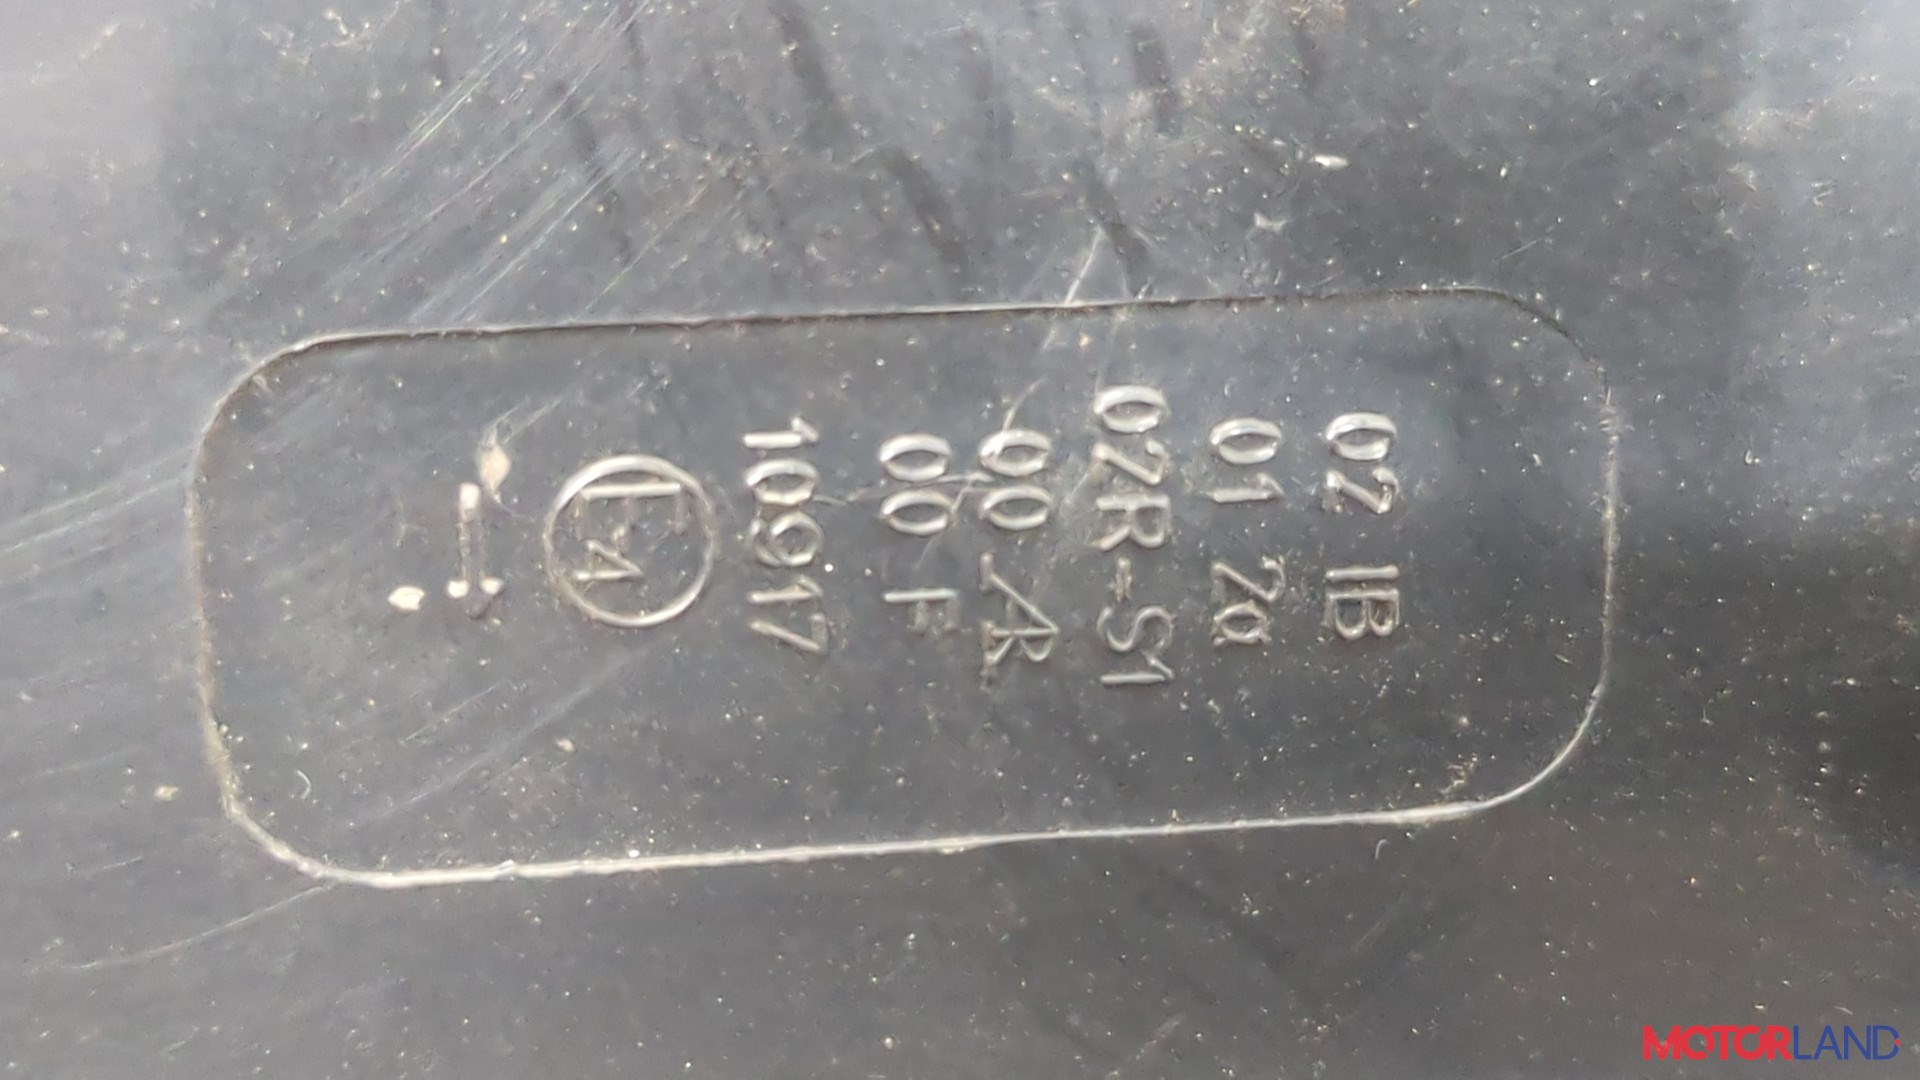 02 IB
01 2a
02R-S1
00 AR
00 F
10917
E4
MOTORLAND